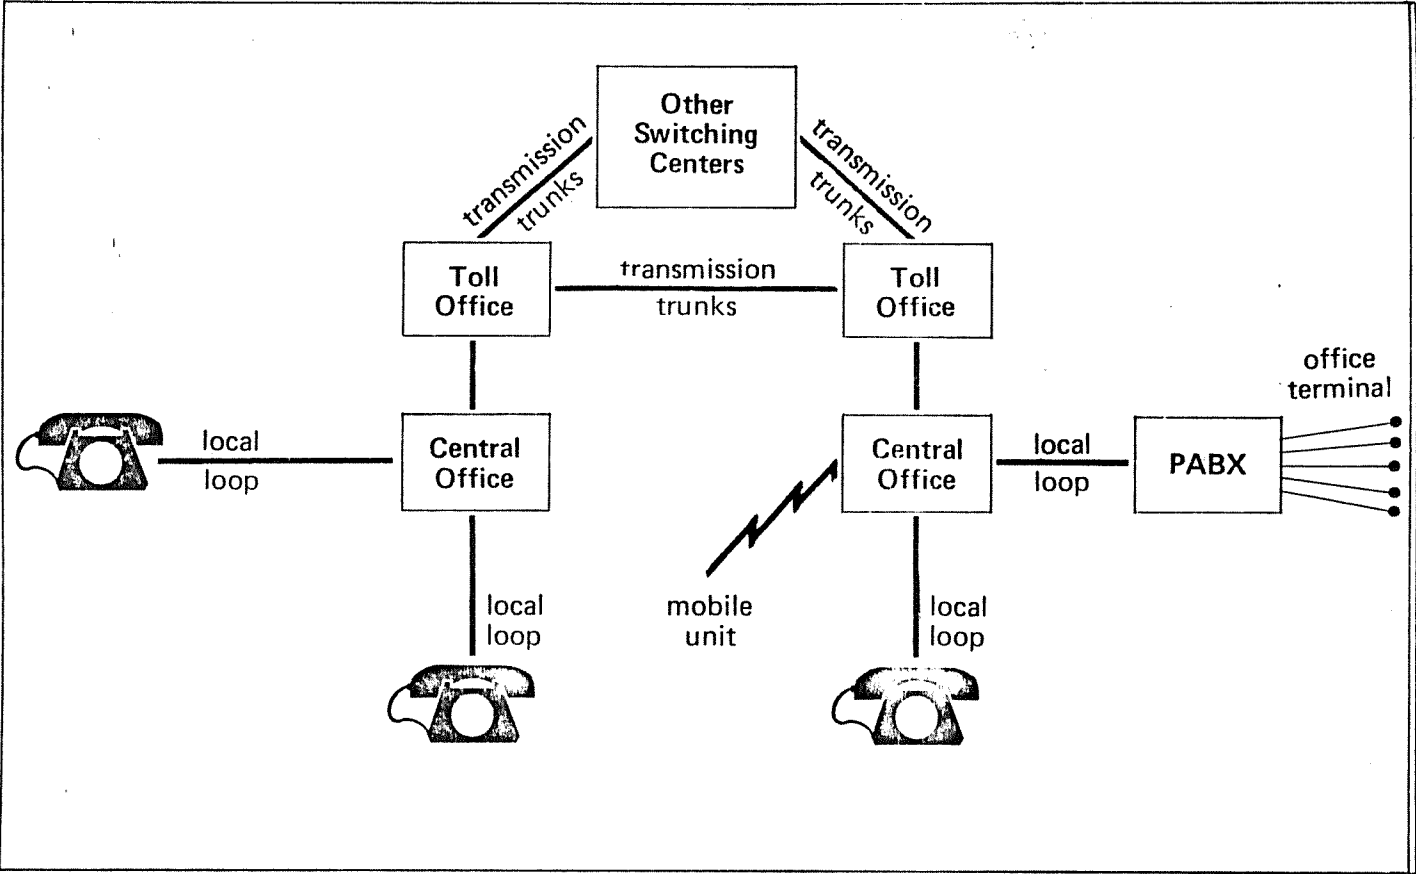 Other
Switching
Centers
transmission
trunks
transmission
trunks
Toll
Office
transmission
trunks
Toll
Office
office
terminal
local
loop
Central
Office
Central
Office
local
loop
PABX
local
loop
mobile
unit
local
loop